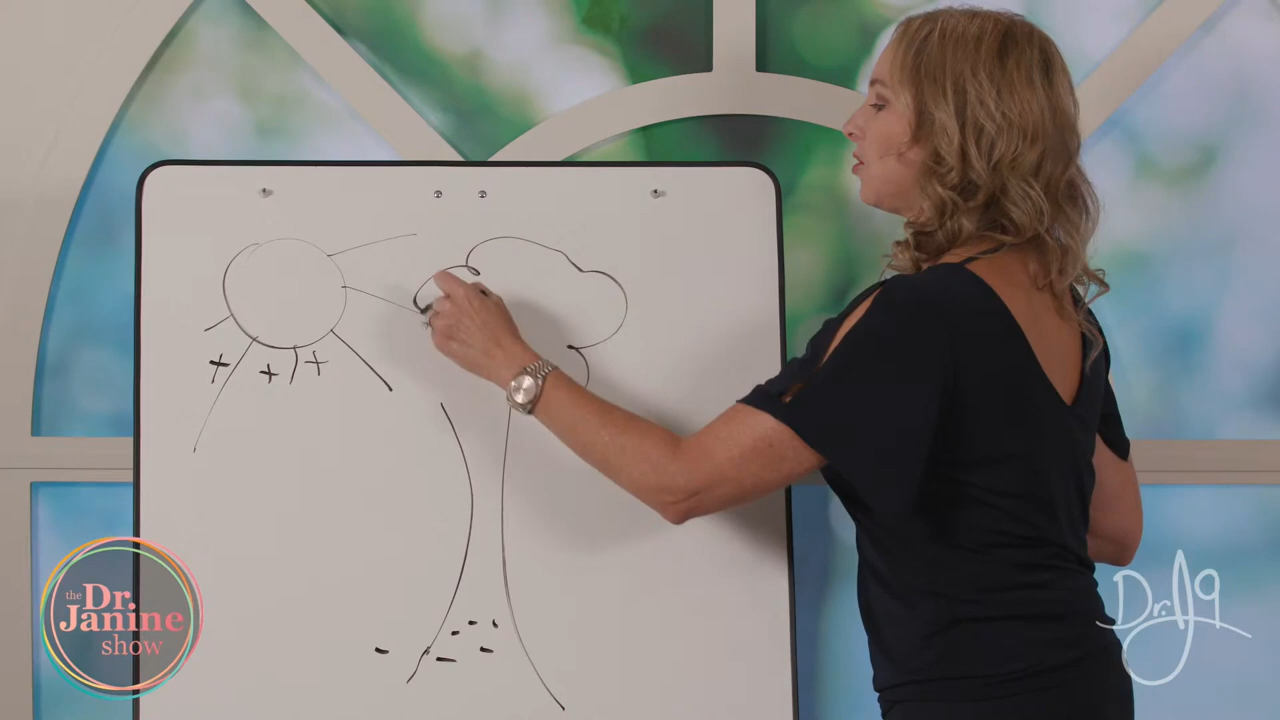 + + +
the Dr.
Janine
show
Dr. J9